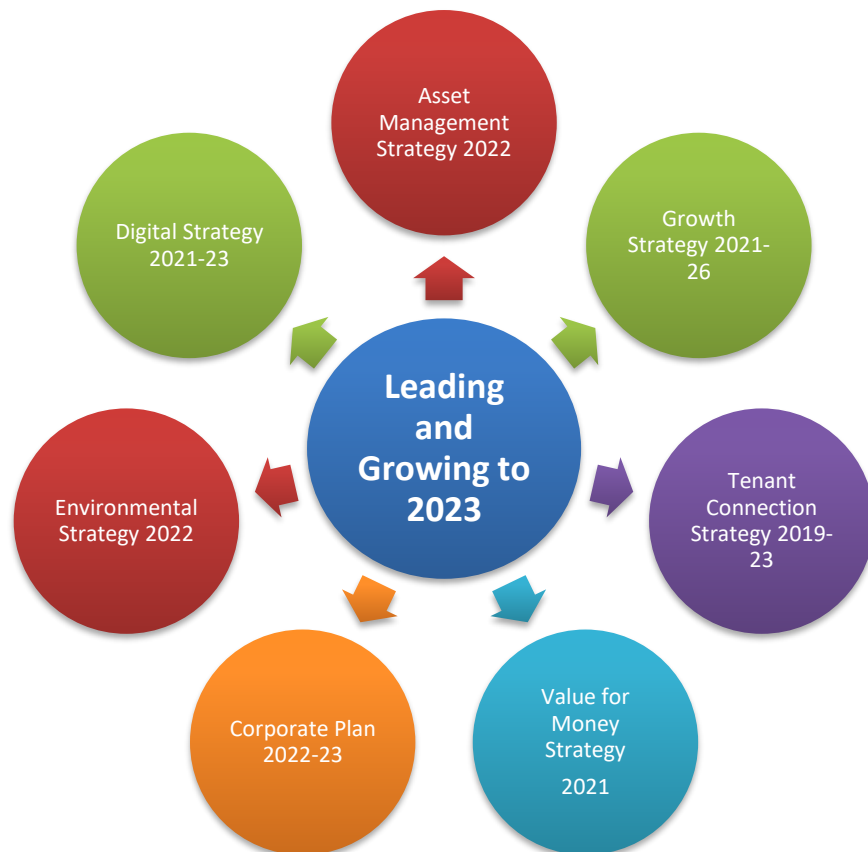 Asset
Management
Strategy 2022
Growth
Strategy 2021-
26
Tenant
Connection
Strategy 2019-
23
Value for
Money
Strategy
2021
Corporate Plan
2022-23
Environmental
Strategy 2022
Digital Strategy
2021-23
Leading
and
Growing to
2023